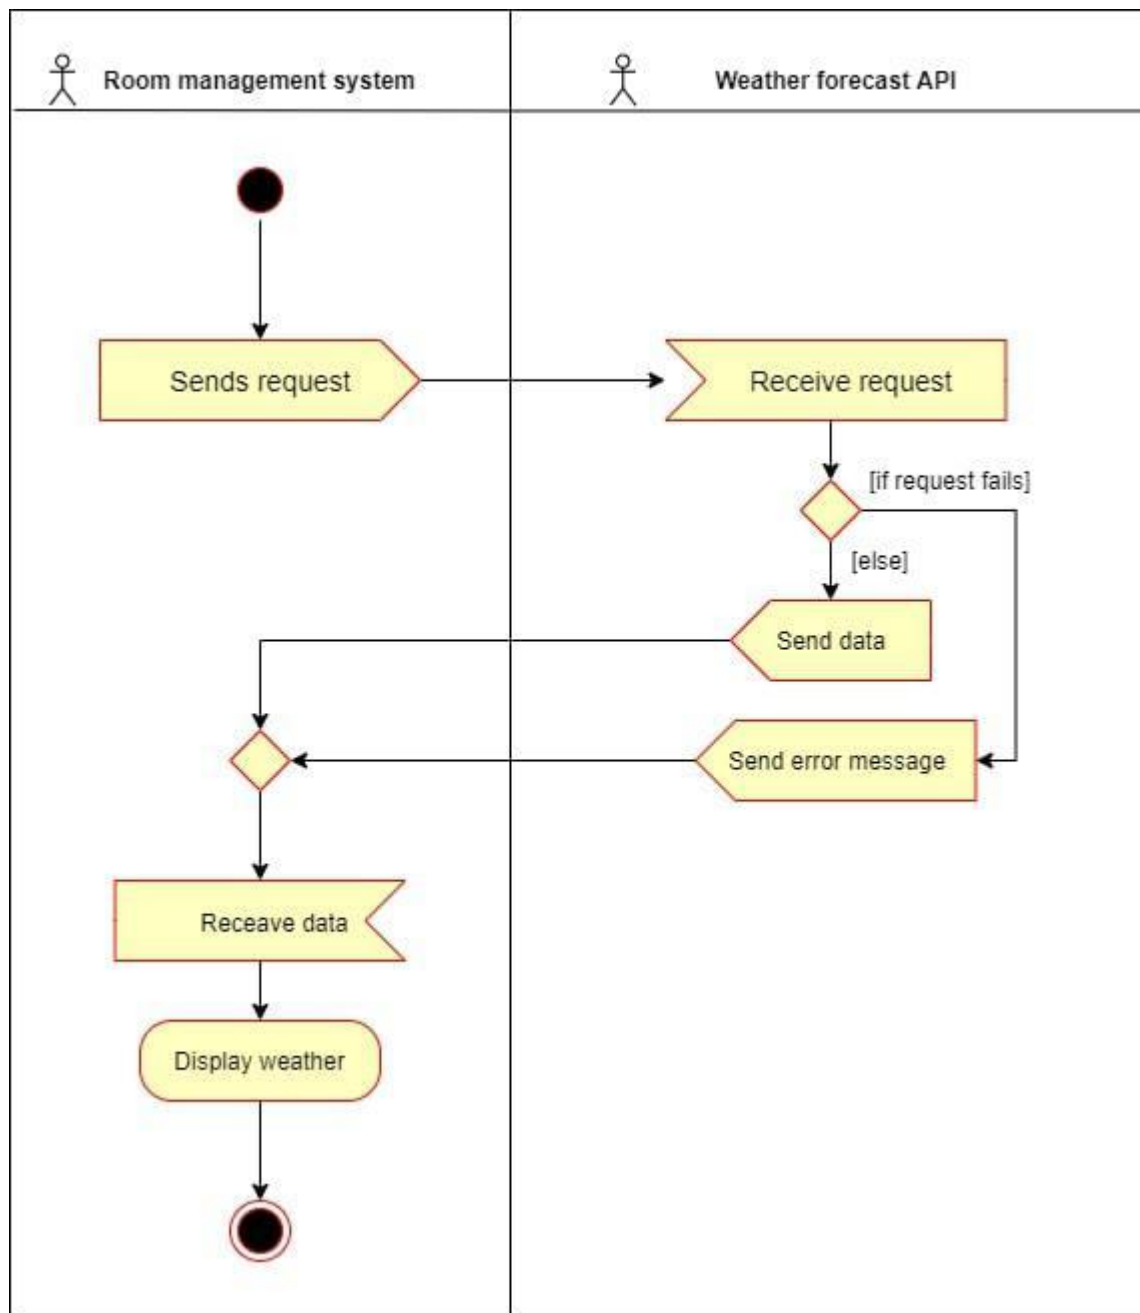 Room management system
Weather forecast API
Sends request
Receive request
[if request fails]
[else]
Send data
Send error message
Receave data
Display weather